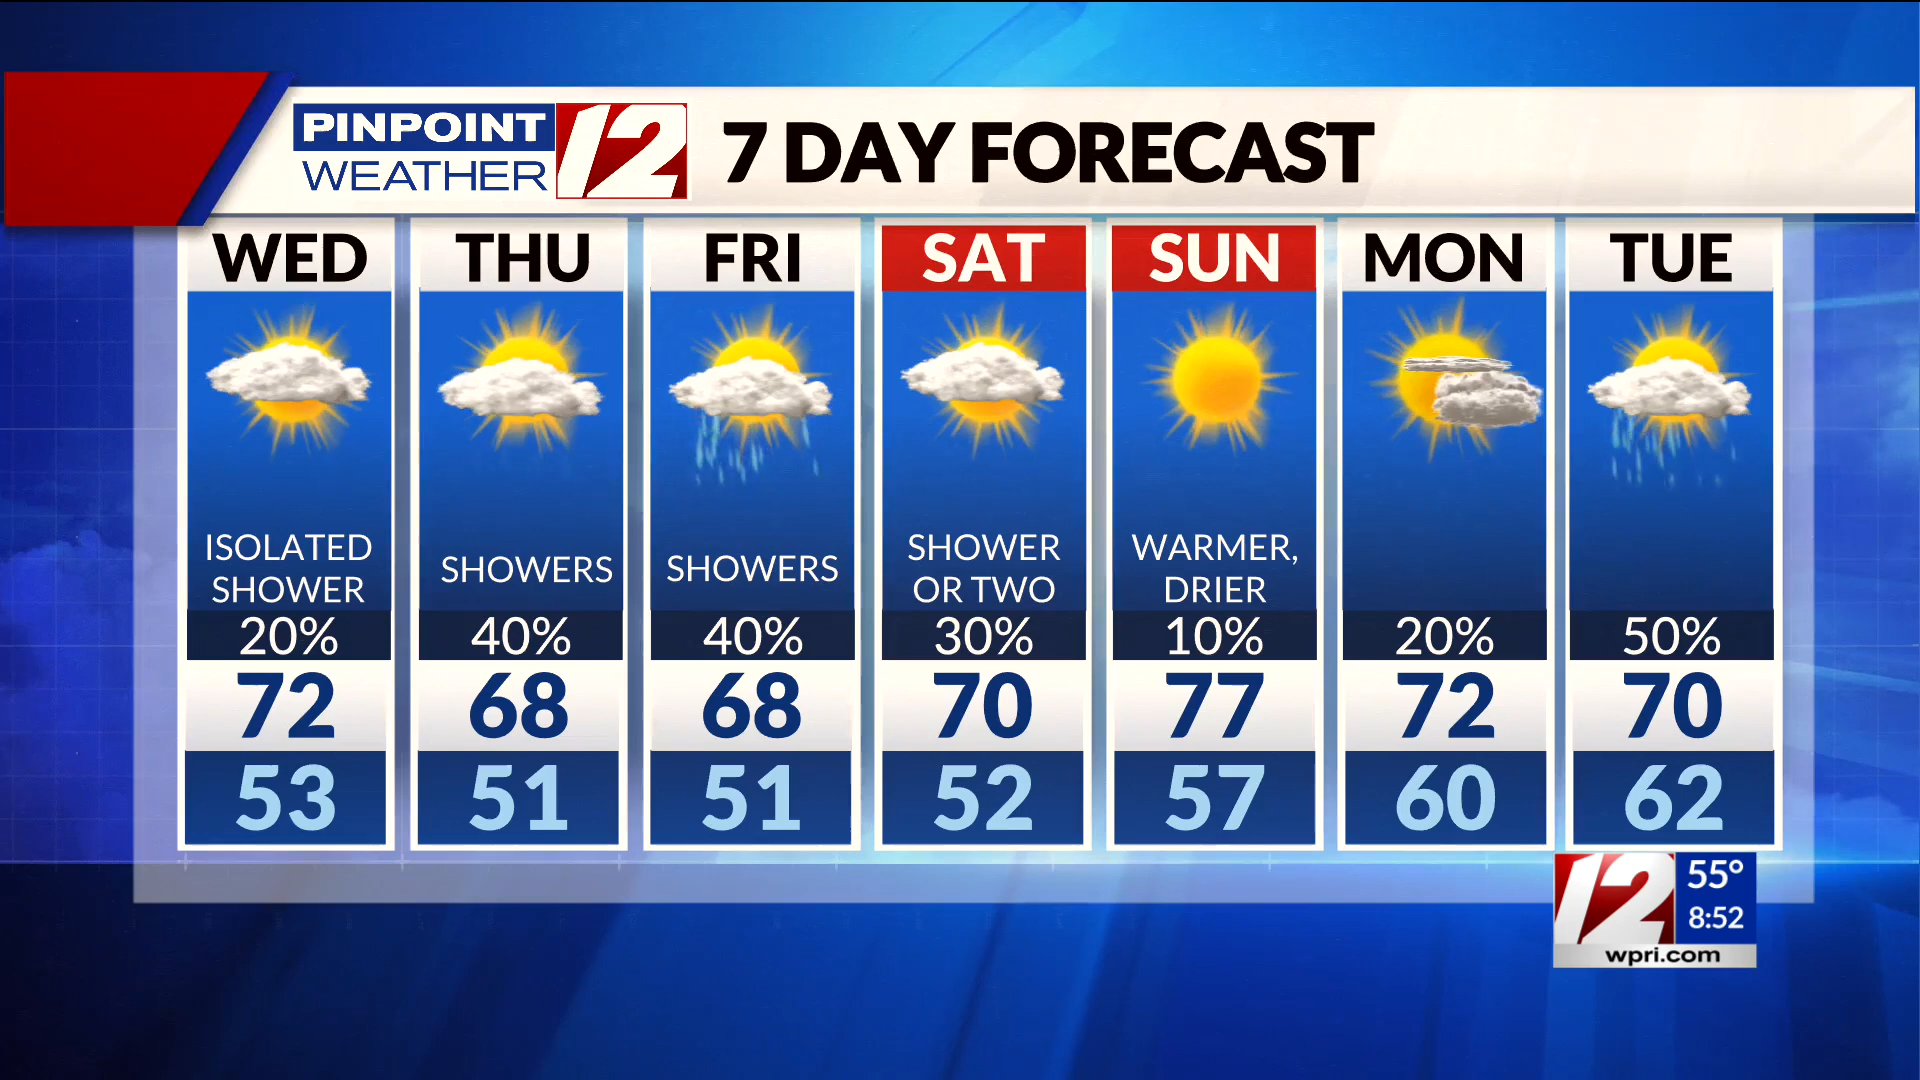 PINPOINT
WEATHER
12
7 DAY FORECAST
WED
THU
FRI
SAT
SUN
MON
TUE
ISOLATED
SHOWER
SHOWERS
SHOWERS
SHOWER
OR TWO
WARMER,
DRIER
20%
40%
40%
30%
10%
20%
50%
72
68
68
70
77
72
70
53
51
51
52
57
60
62
12
55°
8:52
wpri.com